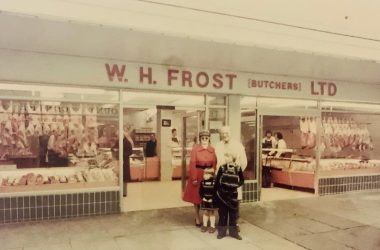 W. H. FROST [BUTCHERS] LTD